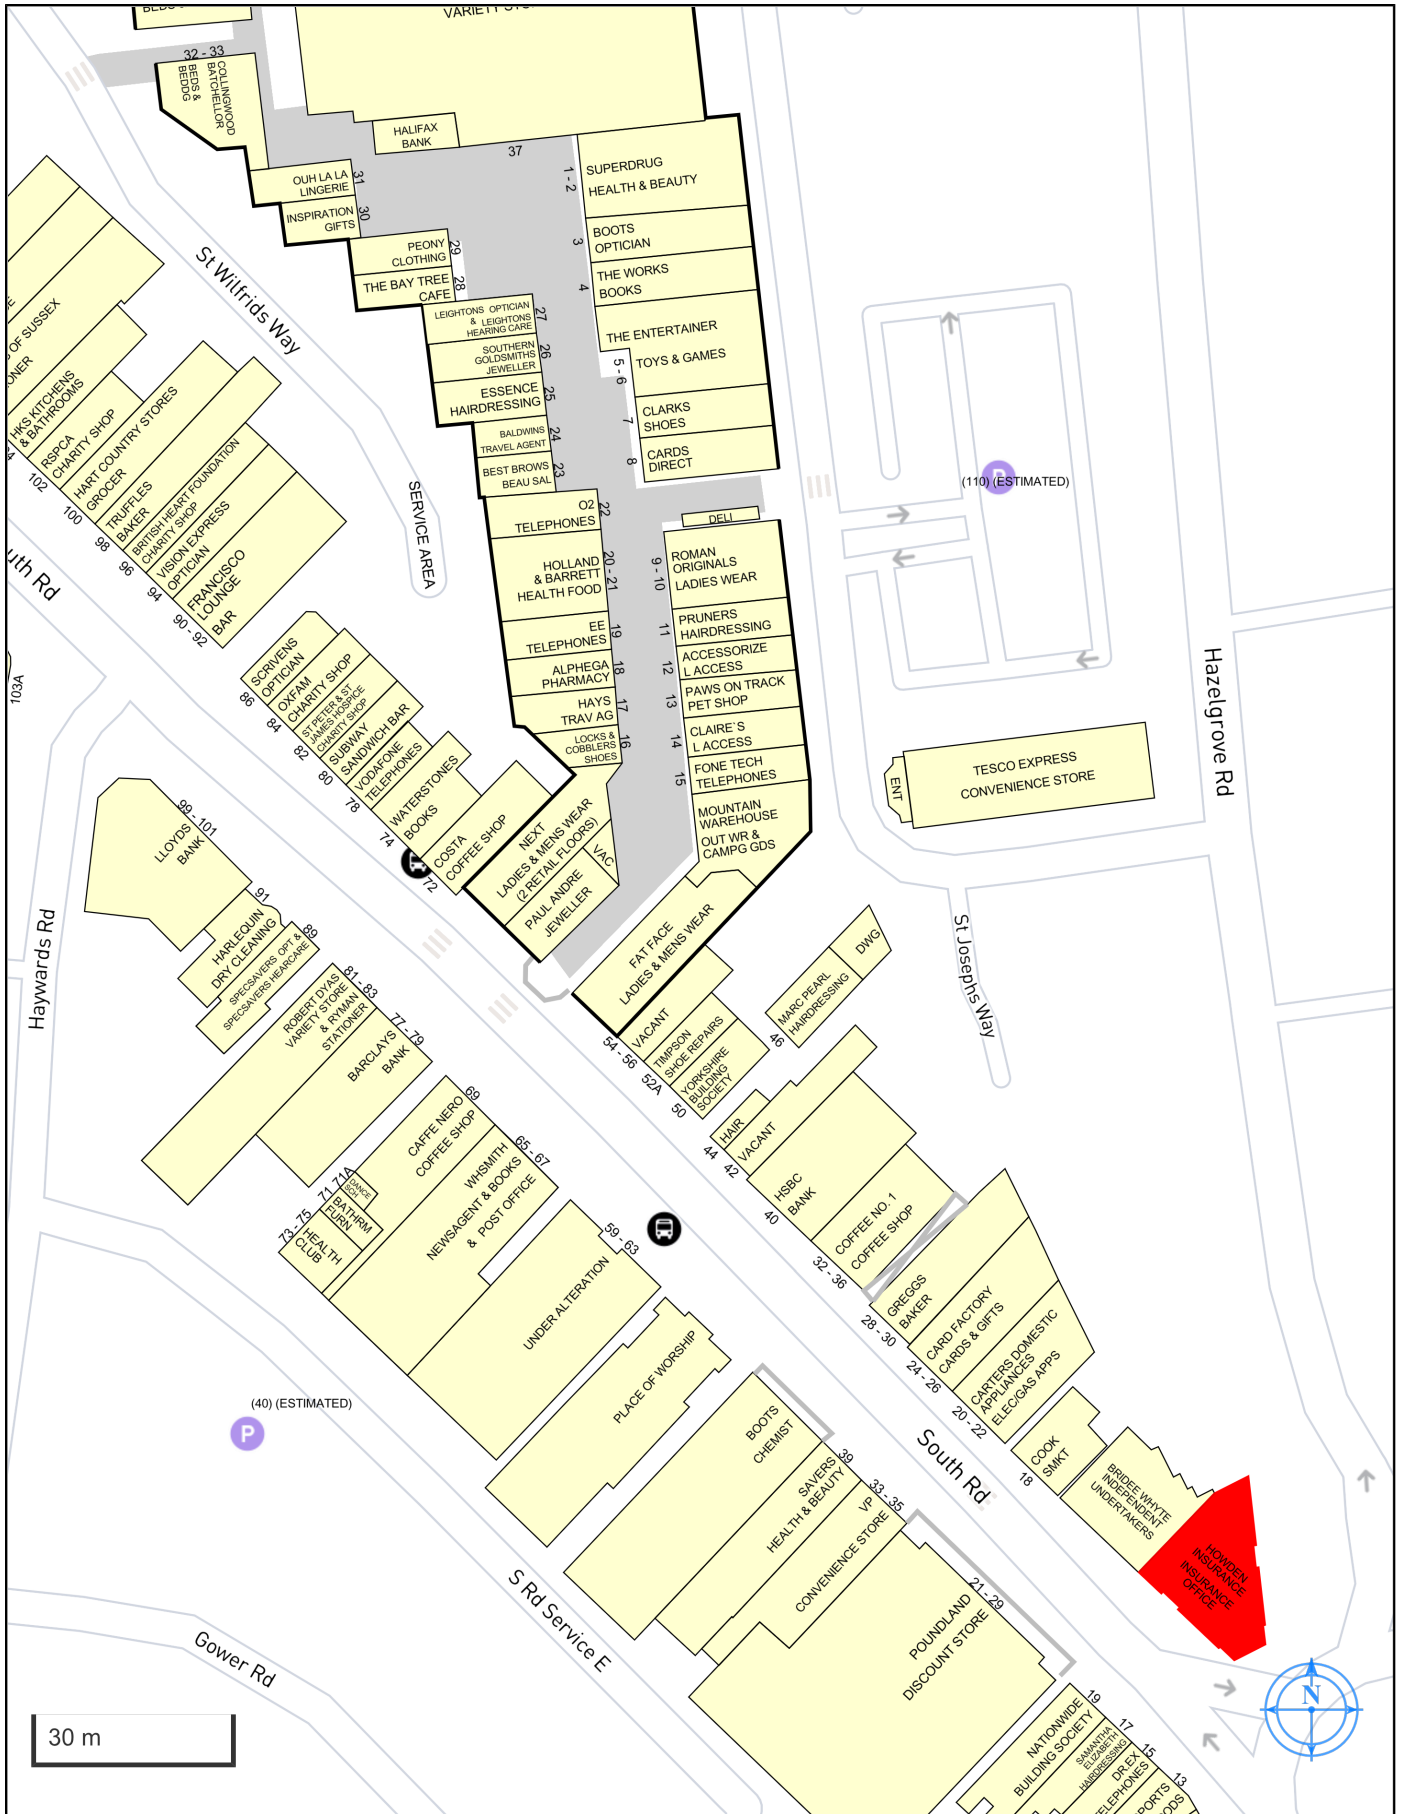 32 - 33
COLLINGWOOD
BATCHELLOR
BEDS &
BEDDG
HALIFAX
BANK
37
1 - 2
SUPERDRUG
HEALTH & BEAUTY
OUH LA LA
LINGERIE
31
INSPIRATION
GIFTS
30
BOOTS
OPTICIAN
3
PEONY
CLOTHING
29
THE BAY TREE
CAFE
28
THE WORKS
BOOKS
4
LEIGHTONS OPTICIAN
& LEIGHTONS
HEARING CARE
27
SOUTHERN
GOLDSMITHS
JEWELLER
26
ESSENCE
HAIRDRESSING
25
THE ENTERTAINER
TOYS & GAMES
5 - 6
CLARKS
SHOES
7
CARDS
DIRECT
8
BALDWINS
TRAVEL AGENT
24
BEST BROWS
BEAU SAL
23
O2
TELEPHONES
22
DELI
HOLLAND
& BARRETT
HEALTH FOOD
20 - 21
ROMAN
ORIGINALS
LADIES WEAR
9 - 10
EE
TELEPHONES
19
PRUNERS
HAIRDRESSING
11
ALPHEGA
PHARMACY
18
ACCESSORIZE
L ACCESS
12
HAYS
TRAV AG
17
PAWS ON TRACK
PET SHOP
13
LOCKS &
COBBLERS
SHOES
16
CLAIRE`S
L ACCESS
14
FONE TECH
TELEPHONES
15
MOUNTAIN
WAREHOUSE
OUT WR &
CAMPG GDS
NEXT
LADIES & MENS WEAR
(2 RETAIL FLOORS)
VAC
PAUL ANDRE
JEWELLER
FAT FACE
LADIES & MENS WEAR
St Wilfrids Way
SERVICE AREA
OF SUSSEX
HKS KITCHENS
& BATHROOMS
RSPCA
CHARITY SHOP
102
HART COUNTRY STORES
GROCER
100
TRUFFLES
BAKER
98
BRITISH HEART FOUNDATION
CHARITY SHOP
96
VISION EXPRESS
OPTICIAN
94
FRANCISCO
LOUNGE
BAR
90 - 92
SCRIVENS
OPTICIAN
86
OXFAM
CHARITY SHOP
84
ST PETER & ST
JAMES HOSPICE
CHARITY SHOP
82
SUBWAY
SANDWICH BAR
80
VODAFONE
TELEPHONES
78
WATERSTONES
BOOKS
74
COSTA
COFFEE SHOP
72
uth Rd
103A
(110) (ESTIMATED)
P
Hazelgrove Rd
TESCO EXPRESS
CONVENIENCE STORE
ENT
St Josephs Way
Haywards Rd
LLOYDS
BANK
99 - 101
HARLEQUIN
DRY CLEANING
91
SPECSAVERS OPT &
SPECSAVERS HEARCARE
89
ROBERT DYAS
VARIETY STORE
& RYMAN
STATIONER
81 - 83
BARCLAYS
BANK
77 - 79
CAFFE NERO
COFFEE SHOP
69
DANCE
SCH
71A
BATHRM
FURN
71
HEALTH
CLUB
73 - 75
WHSMITH
NEWSAGENT & BOOKS
& POST OFFICE
65 - 67
UNDER ALTERATION
59 - 63
PLACE OF WORSHIP
BOOTS
CHEMIST
SAVERS
HEALTH & BEAUTY
39
VP
CONVENIENCE STORE
33 - 35
POUNDLAND
DISCOUNT STORE
21 - 29
NATIONWIDE
BUILDING SOCIETY
19
SAMANTHA
ELIZABETH
HAIRDRESSING
17
DR.EX
15
13
VACANT
54 - 56
TIMPSON
SHOE REPAIRS
52A
YORKSHIRE
BUILDING
SOCIETY
50
MARC PEARL
HAIRDRESSING
46
DWG
HAIR
44
VACANT
42
HSBC
BANK
40
COFFEE NO. 1
COFFEE SHOP
32 - 36
GREGGS
BAKER
28 - 30
CARD FACTORY
CARDS & GIFTS
24 - 26
CARTERS DOMESTIC
APPLIANCES
ELEC/GAS APPS
20 - 22
COOK
SMKT
18
BRIDEE WHYTE
INDEPENDENT
UNDERTAKERS
HOWDEN
INSURANCE
INSURANCE
OFFICE
South Rd
S Rd Service E
(40) (ESTIMATED)
P
Gower Rd
30 m
N